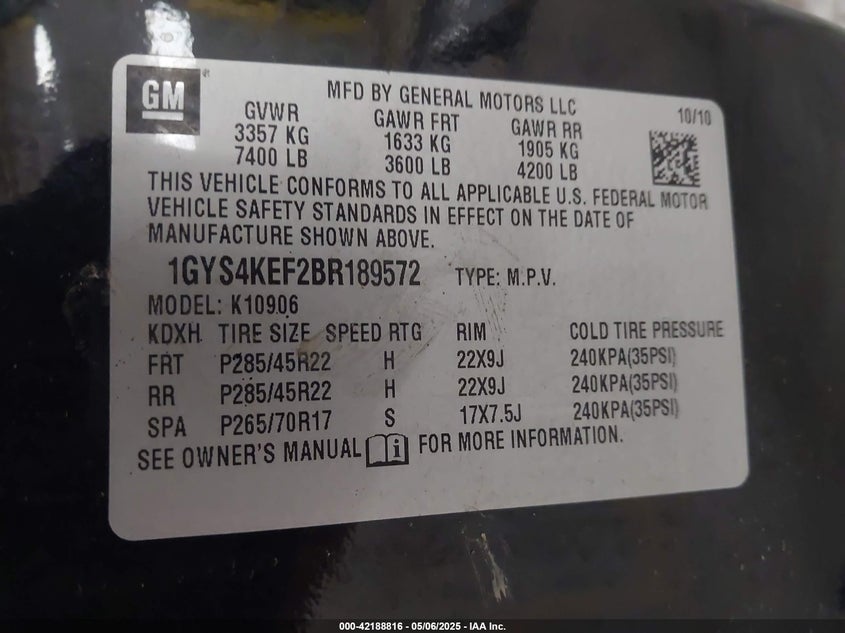 GM
MFD BY GENERAL MOTORS LLC
10/10
GVWR GAWR FRT GAWR RR
3357 KG 1633 KG 1905 KG
7400 LB 3600 LB 4200 LB
THIS VEHICLE CONFORMS TO ALL APPLICABLE U.S. FEDERAL MOTOR
VEHICLE SAFETY STANDARDS IN EFFECT ON THE DATE OF
MANUFACTURE SHOWN ABOVE.
1GYS4KEF2BR189572 TYPE: M.P.V.
MODEL: K10906
KDXH TIRE SIZE SPEED RTG RIM COLD TIRE PRESSURE
FRT P285/45R22 H 22X9J 240KPA(35PSI)
RR P285/45R22 H 22X9J 240KPA(35PSI)
SPA P265/70R17 S 17X7.5J 240KPA(35PSI)
SEE OWNER'S MANUAL i FOR MORE INFORMATION.
000-42188816 - 05/06/2025 - IAA Inc.